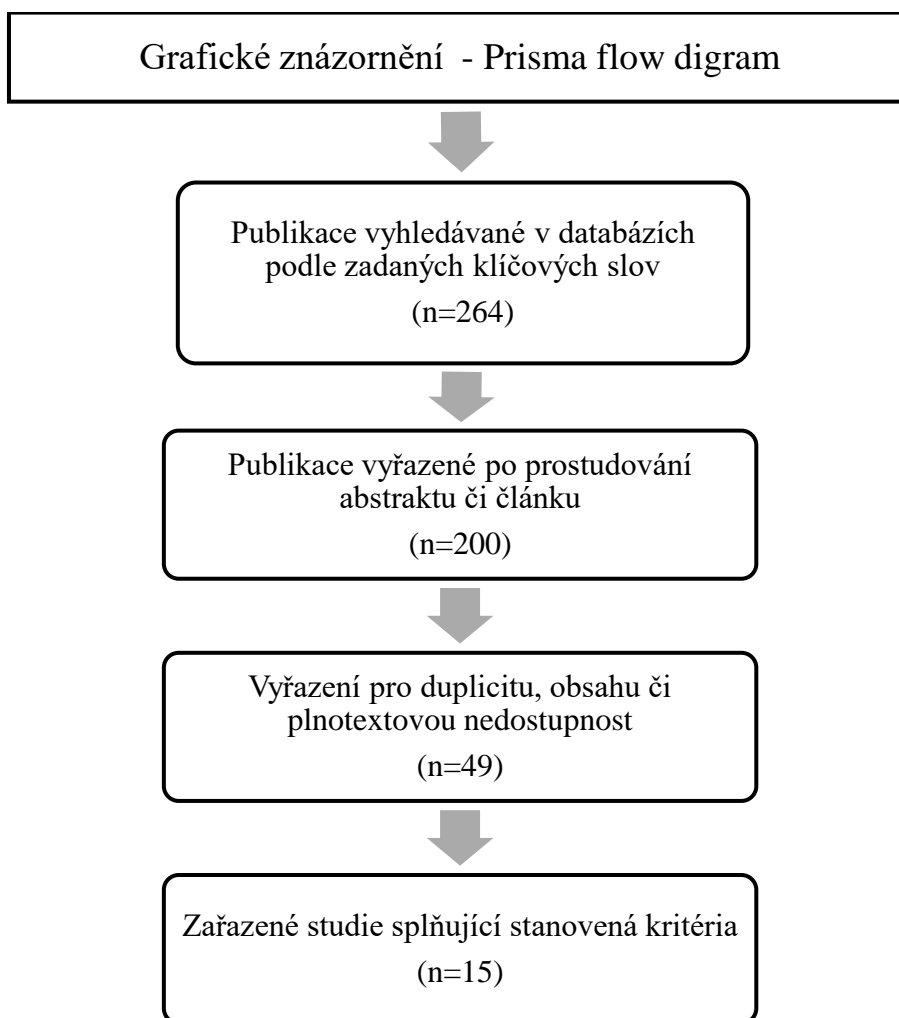 Grafické znázornění - Prisma flow digram
Publikace vyhledávané v databázích
podle zadaných klíčových slov
(n=264)
Publikace vyřazené po prostudování
abstraktu či článku
(n=200)
Vyřazení pro duplicitu, obsahu či
plnotextovou nedostupnost
(n=49)
Zařazené studie splňující stanovená kritéria
(n=15)